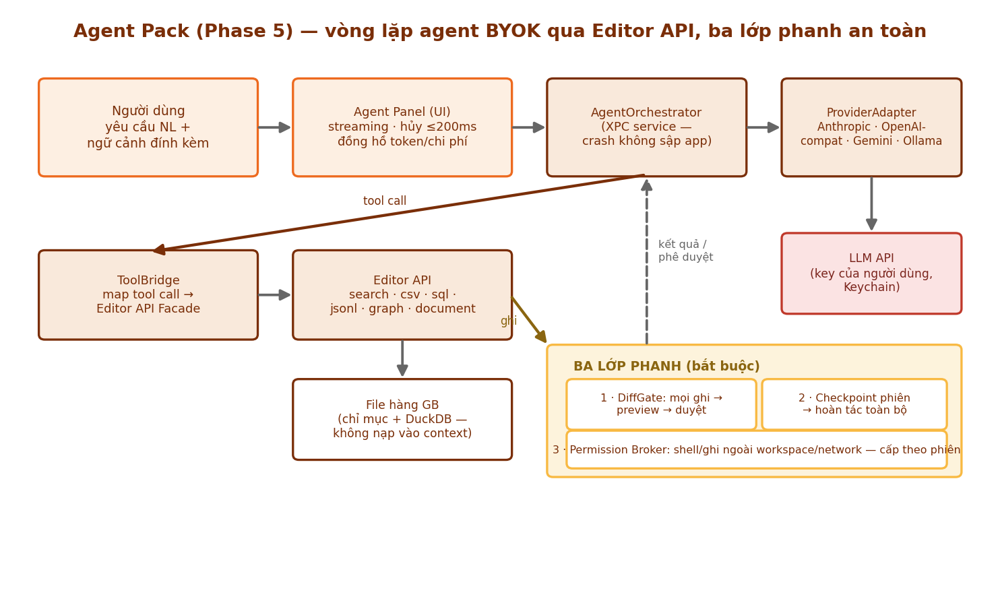 Agent Pack (Phase 5) — vòng lặp agent BYOK qua Editor API, ba lớp phanh an toàn
Người dùng
yêu cầu NL +
ngữ cảnh đính kèm
Agent Panel (UI)
streaming · hủy ≤200ms
đồng hồ token/chi phí
AgentOrchestrator
(XPC service —
crash không sập app)
ProviderAdapter
Anthropic · OpenAI-
compat · Gemini · Ollama
tool call
kết quả /
phê duyệt
LLM API
(key của người dùng,
Keychain)
ToolBridge
map tool call →
Editor API Facade
Editor API
search · csv · sql ·
jsonl · graph · document
ghi
File hàng GB
(chỉ mục + DuckDB —
không nạp vào context)
BA LỚP PHANH (bắt buộc)
1 · DiffGate: mọi ghi →
preview → duyệt
2 · Checkpoint phiên
→ hoàn tác toàn bộ
3 · Permission Broker: shell/ghi ngoài workspace/network — cấp theo phiên